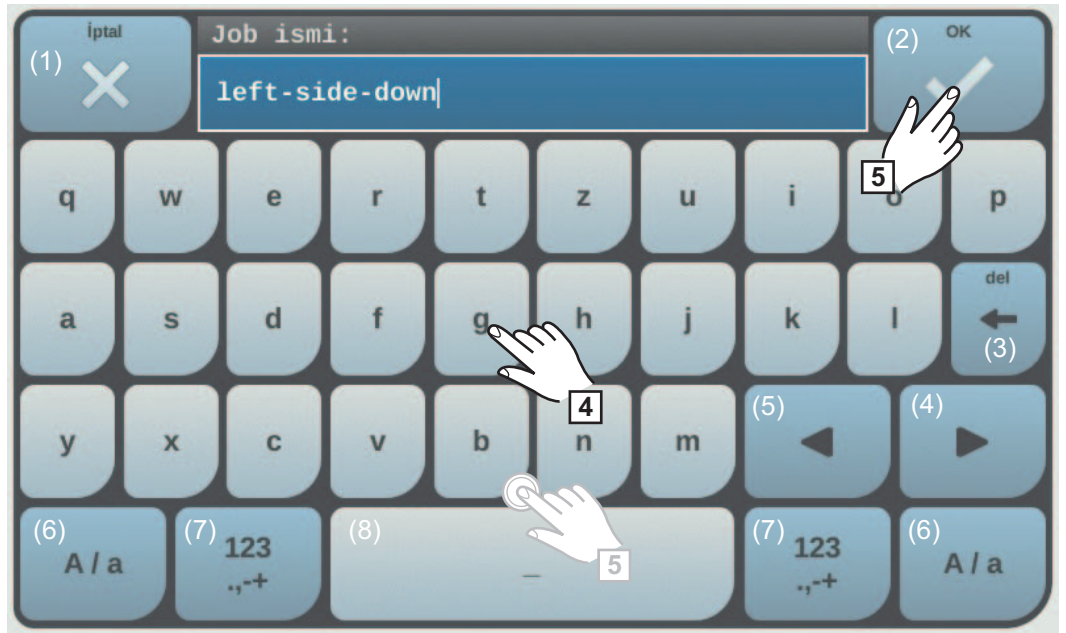 İptal
(1)
Job ismi:
left-side-down
(2)
OK
5
q w e r t z u i o p
a s d f g h j k l
del
(3)
4
y x c v b n m
(5)
(4)
5
(6)
A / a
(7)
123
.,-+
(8)
_
(7)
123
.,-+
(6)
A / a